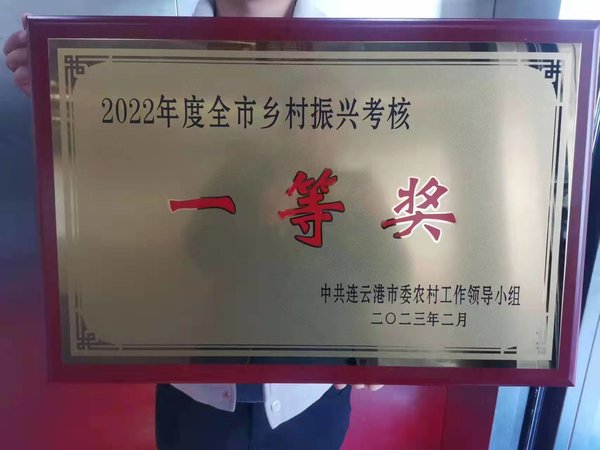 2022年度全市乡村振兴考核
一等奖
中共连云港市委农村工作领导小组
二〇二三年二月